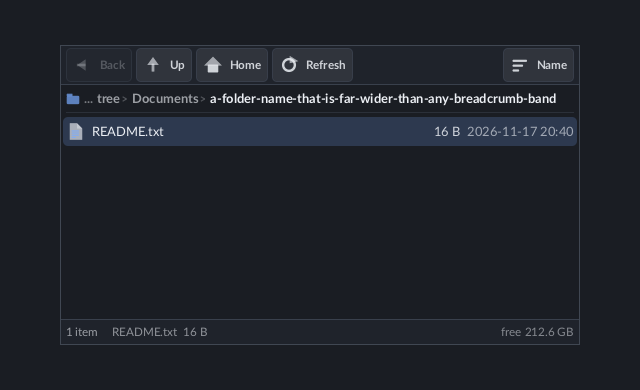 Back Up Home Refresh Name
... tree > Documents > a-folder-name-that-is-far-wider-than-any-breadcrumb-band
README.txt 16 B 2026-11-17 20:40
1 item README.txt 16 B free 212.6 GB